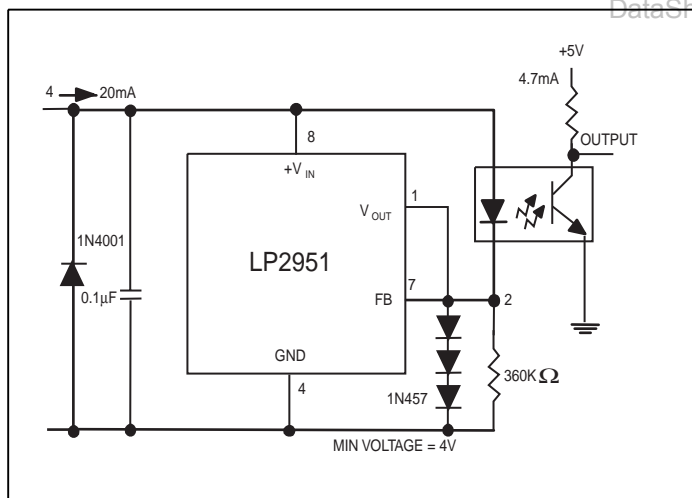 DataSh
+5V
4.7mA
OUTPUT
4 20mA
8
+V IN
1
V OUT
1N4001
LP2951
0.1µF
7
FB
2
GND
4
1N457
360KΩ
MIN VOLTAGE = 4V